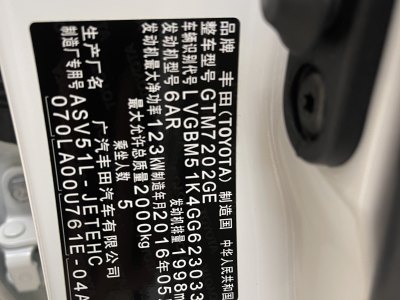 品牌 丰田(TOYOTA) 制造国 中华人民共和国
整车型号 GTM7202GE
车辆识别代号 LVGBM51K4GG623033
发动机型号 6AR 发动机排量 1998m
发动机最大净功率 123kW 制造年月 2016年05
最大允许总质量 2000kg
乘坐人数 5
生产厂名 广汽丰田汽车有限公司
ASV51L-JETEHC
制造厂专用号 070LA00U761E-04A